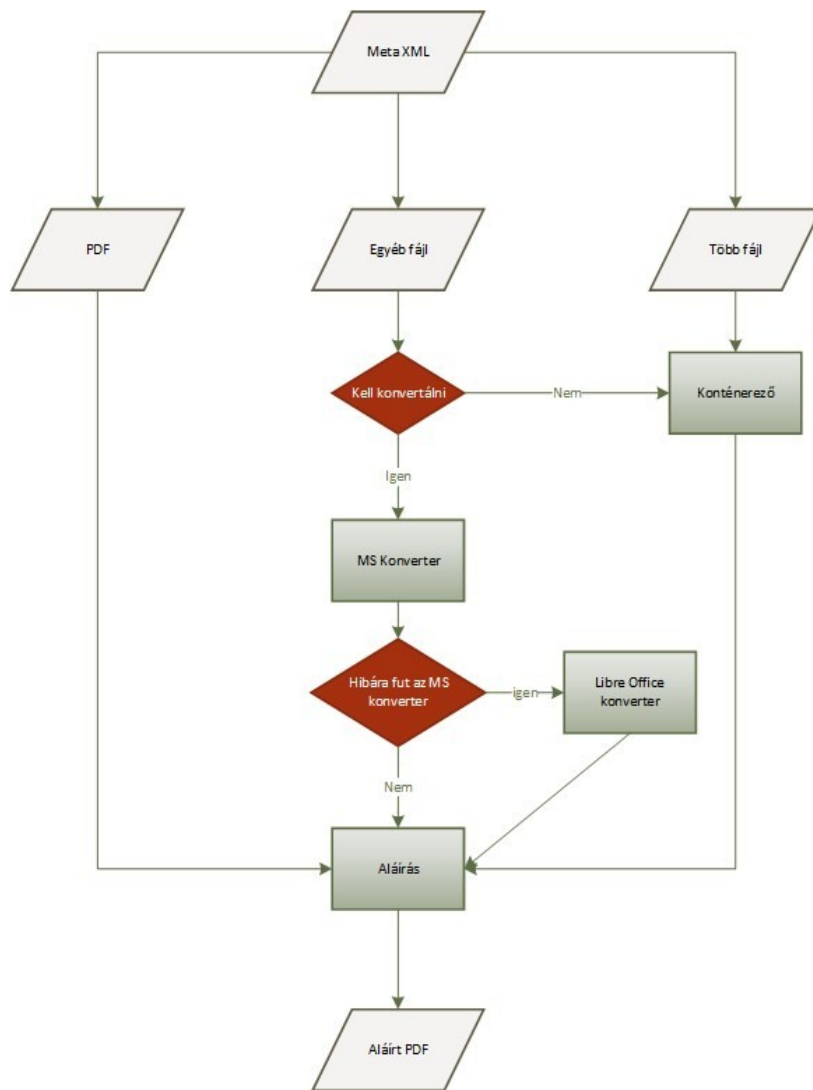 Meta XML
PDF
Egyéb fájl
Több fájl
Kell konvertálni
Nem
Konténerező
Igen
MS Konverter
Hibára fut az MS
konverter
igen
Libre Office
konverter
Nem
Aláírás
Aláírt PDF